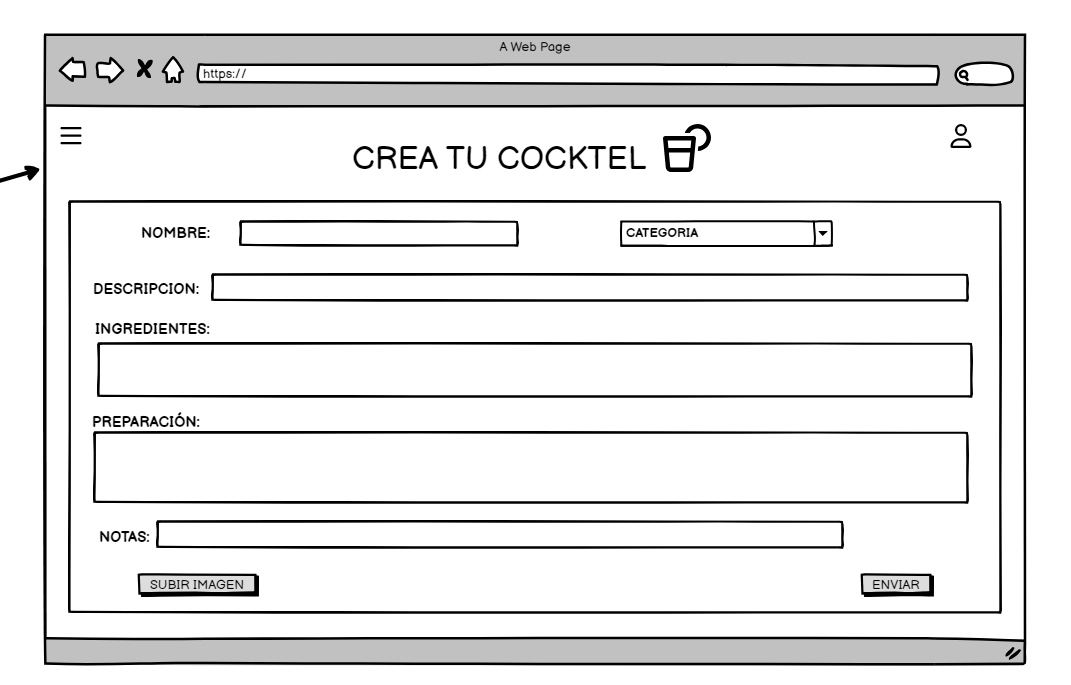 A Web Page
https://
CREA TU COCKTEL
NOMBRE:
CATEGORIA
DESCRIPCION:
INGREDIENTES:
PREPARACIÓN:
NOTAS:
SUBIR IMAGEN
ENVIAR